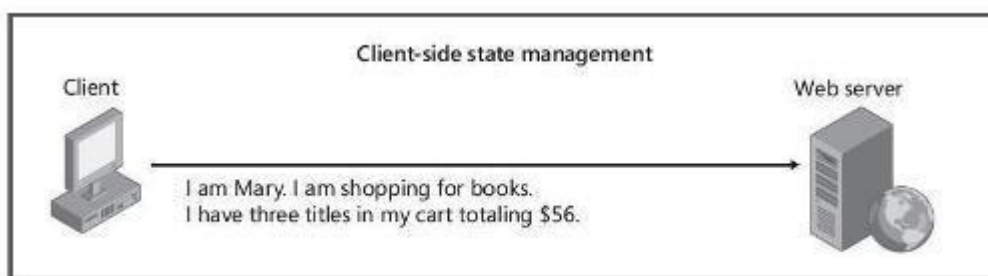 Client-side state management
Client
Web server
I am Mary. I am shopping for books.
I have three titles in my cart totaling $56.